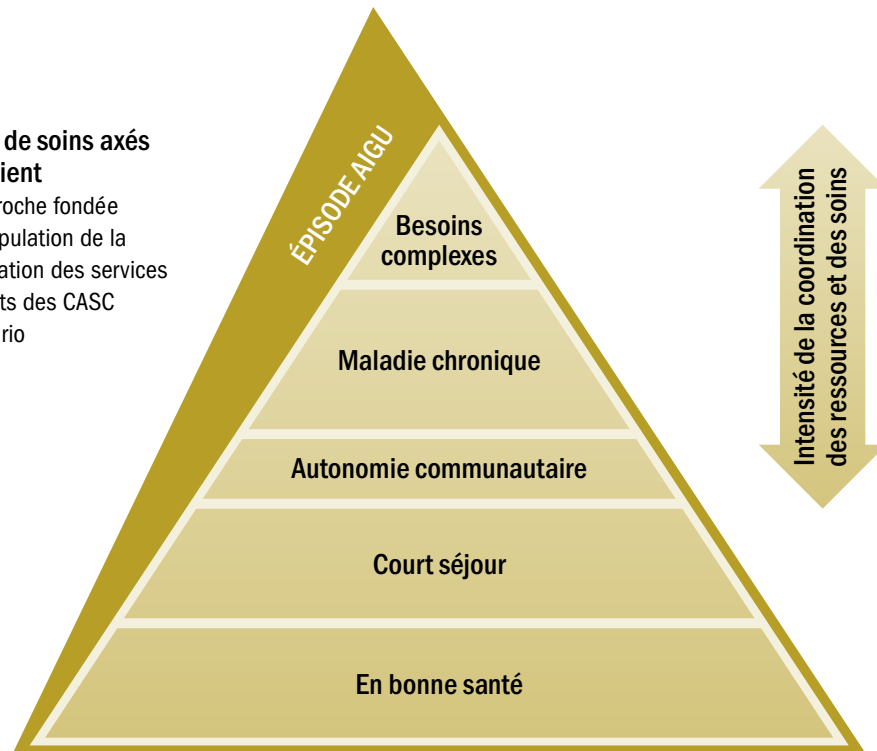 de soins axés
ient
roche fondée
pulation de la
ation des services
ts des CASC
rio
ÉPISODE AIGU
Besoins
complexes
Maladie chronique
Autonomie communautaire
Court séjour
En bonne santé
Intensité de la coordination
des ressources et des soins